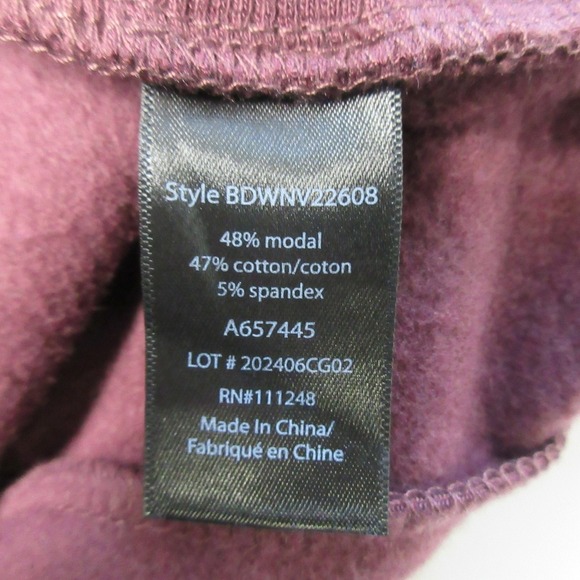 Style BDWNV22608
48% modal
47% cotton/coton
5% spandex
A657445
LOT # 202406CG02
RN#111248
Made In China/
Fabriqué en Chine